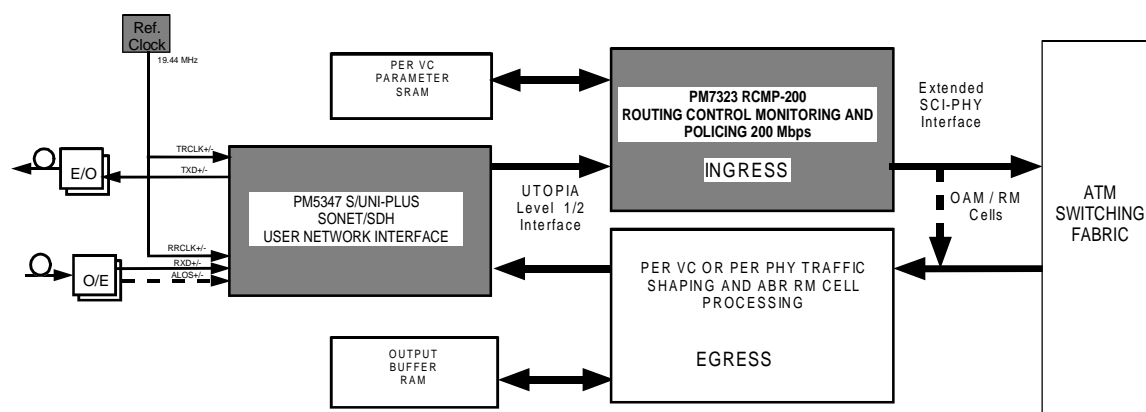 Ref.
Clock
19.44 MHz
PER VC
PARAMETER
SRAM
PM7323 RCMP-200
ROUTING CONTROL MONITORING AND
POLICING 200 Mbps
INGRESS
Extended
SCI-PHY
Interface
TRCLK+/-
TXD+/-
E/O
PM5347 S/UNI-PLUS
SONET/SDH
USER NETWORK INTERFACE
UTOPIA
Level 1/2
Interface
OAM / RM
Cells
ATM
SWITCHING
FABRIC
RRCLK+/-
RXD+/-
ALOS+/-
O/E
PER VC OR PER PHY TRAFFIC
SHAPING AND ABR RM CELL
PROCESSING
EGRESS
OUTPUT
BUFFER
RAM